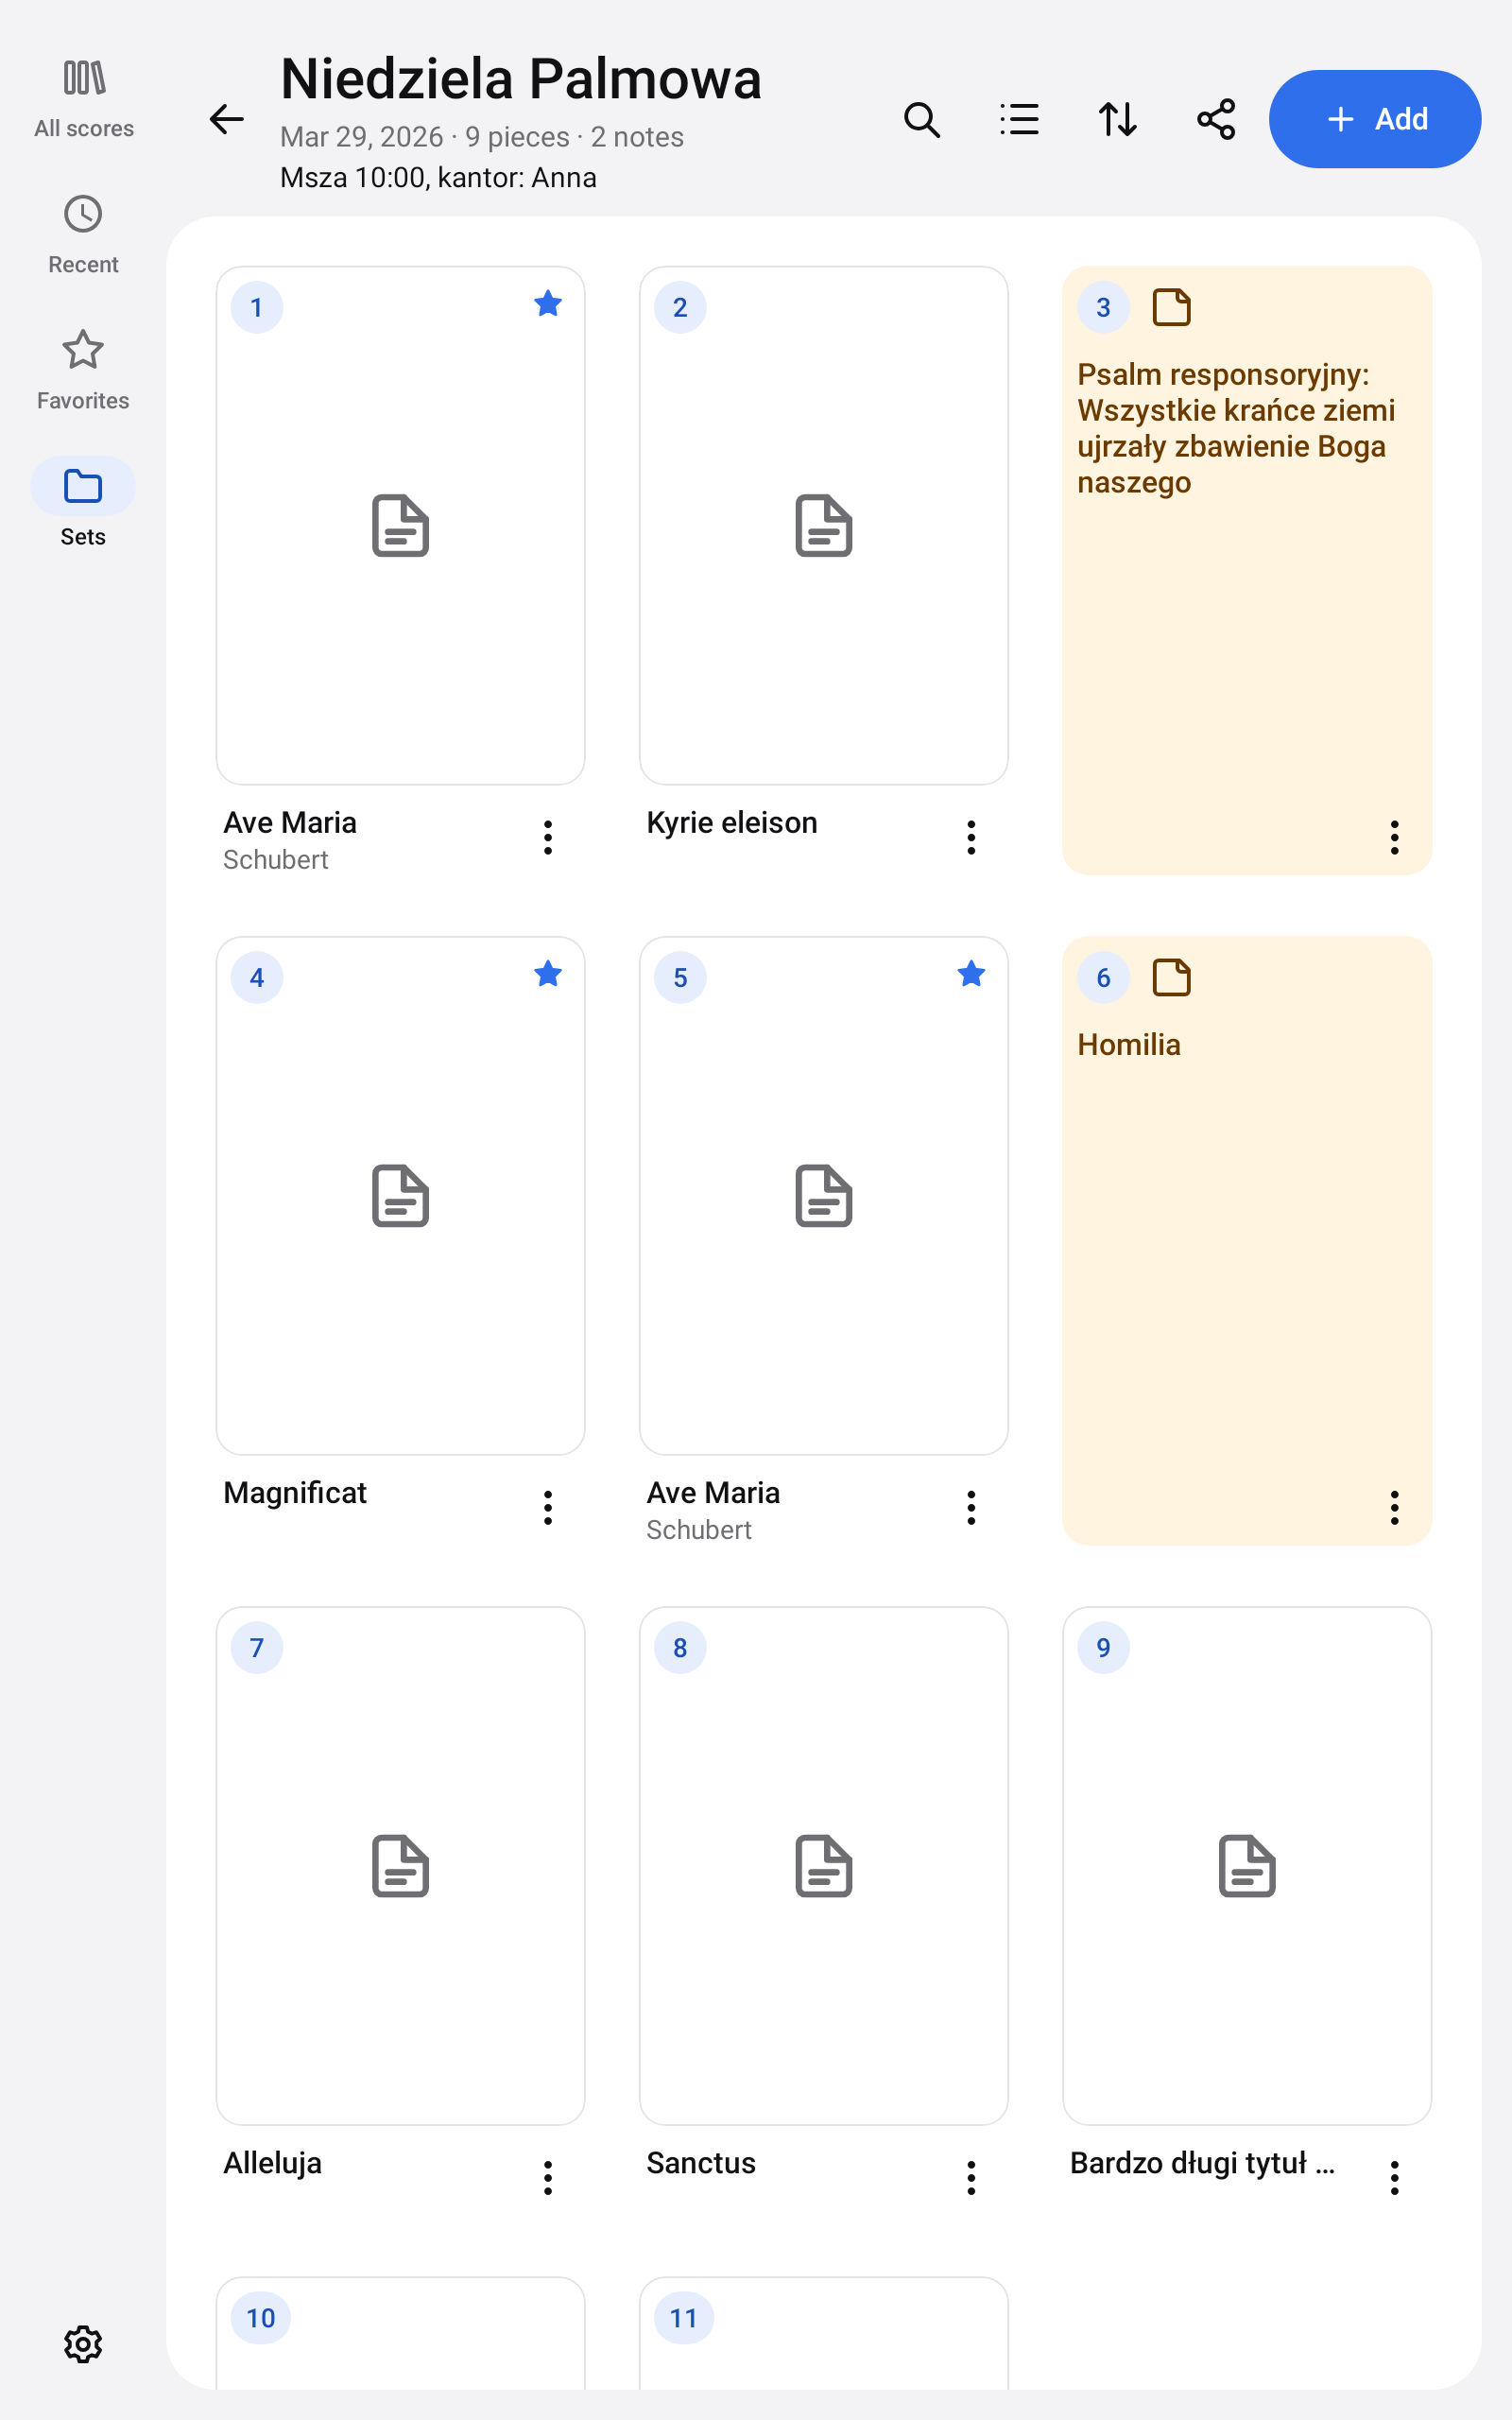 All scores
Recent
Favorites
Sets
Niedziela Palmowa
Mar 29, 2026 · 9 pieces · 2 notes
Msza 10:00, kantor: Anna
Add
1
2
3
Psalm responsoryjny:
Wszystkie krańce ziemi
ujrzały zbawienie Boga
naszego
Ave Maria
Schubert
Kyrie eleison
4
5
6
Homilia
Magnificat
Ave Maria
Schubert
7
8
9
Alleluja
Sanctus
Bardzo długi tytuł ...
10
11